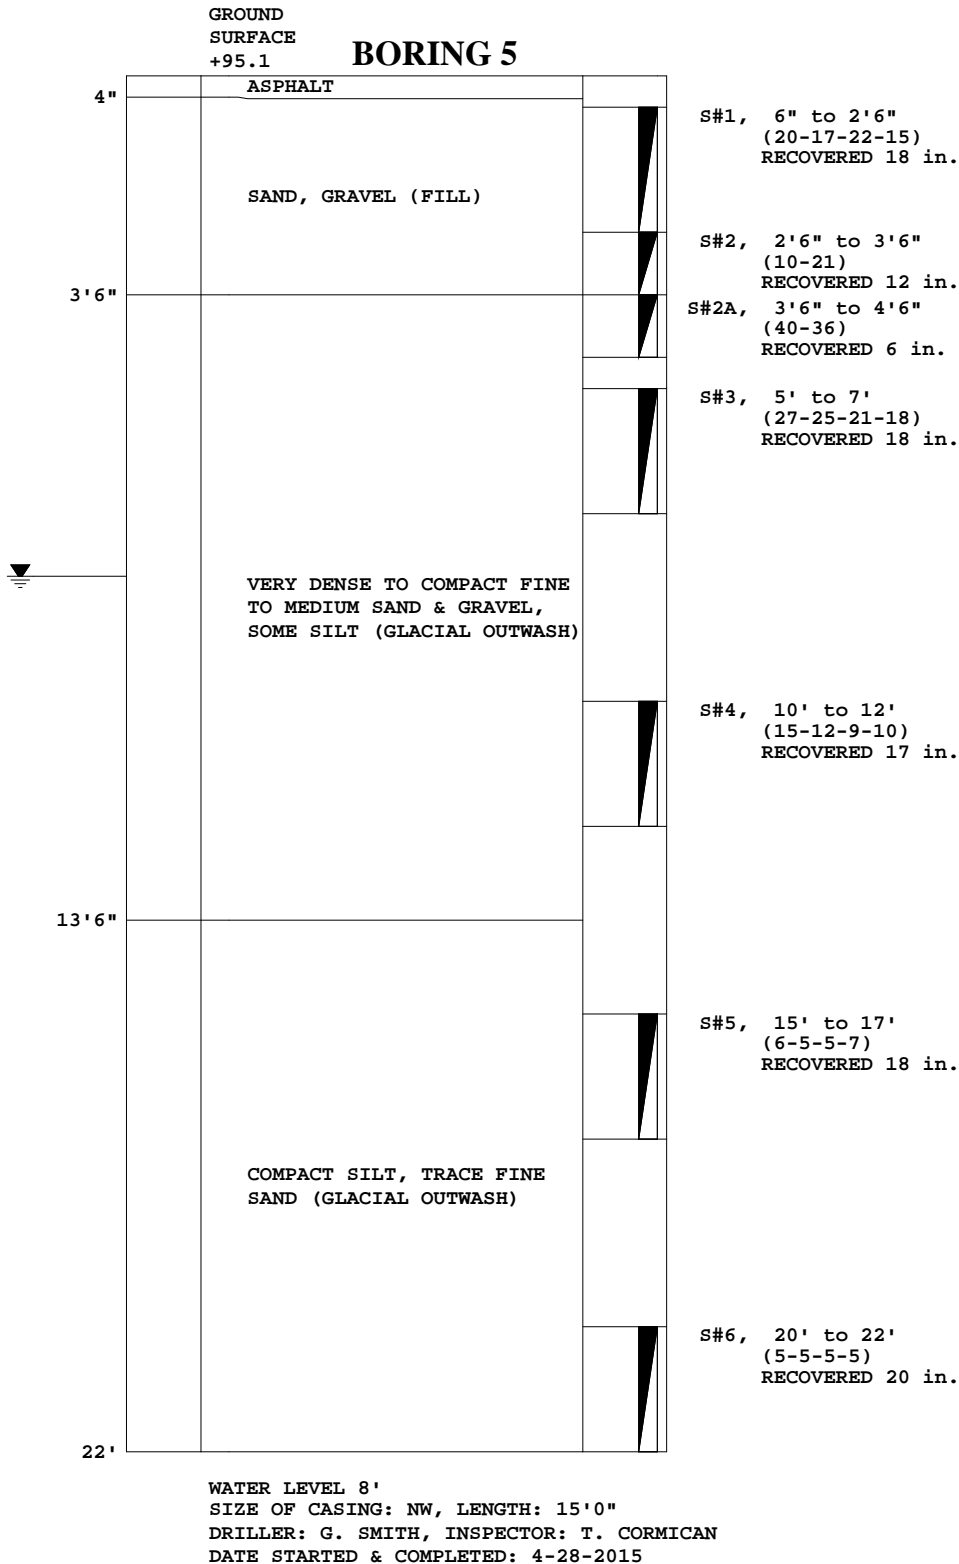 GROUND
SURFACE
+95.1
BORING 5
ASPHALT
4"
S#1, 6" to 2'6"
(20-17-22-15)
RECOVERED 18 in.
SAND, GRAVEL (FILL)
S#2, 2'6" to 3'6"
(10-21)
RECOVERED 12 in.
3'6"
S#2A, 3'6" to 4'6"
(40-36)
RECOVERED 6 in.
S#3, 5' to 7'
(27-25-21-18)
RECOVERED 18 in.
VERY DENSE TO COMPACT FINE
TO MEDIUM SAND & GRAVEL,
SOME SILT (GLACIAL OUTWASH)
S#4, 10' to 12'
(15-12-9-10)
RECOVERED 17 in.
13'6"
S#5, 15' to 17'
(6-5-5-7)
RECOVERED 18 in.
COMPACT SILT, TRACE FINE
SAND (GLACIAL OUTWASH)
S#6, 20' to 22'
(5-5-5-5)
RECOVERED 20 in.
22'
WATER LEVEL 8'
SIZE OF CASING: NW, LENGTH: 15'0"
DRILLER: G. SMITH, INSPECTOR: T. CORMICAN
DATE STARTED & COMPLETED: 4-28-2015